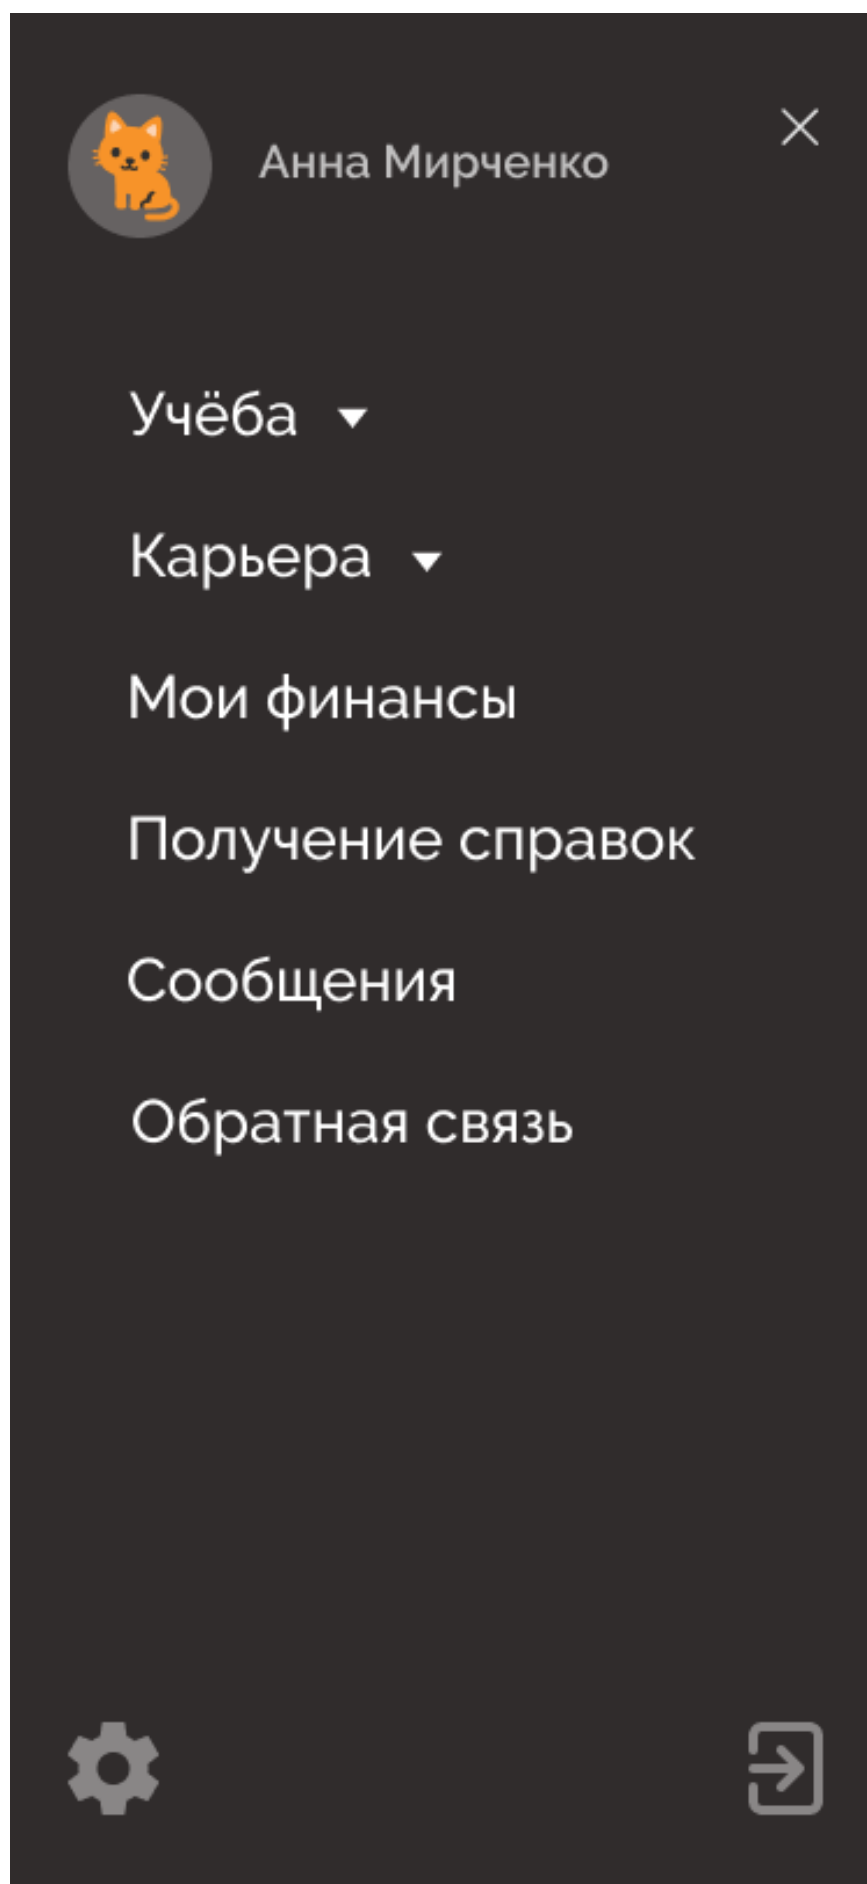 Анна Мирченко
Учёба
Карьера
Мои финансы
Получение справок
Сообщения
Обратная связь